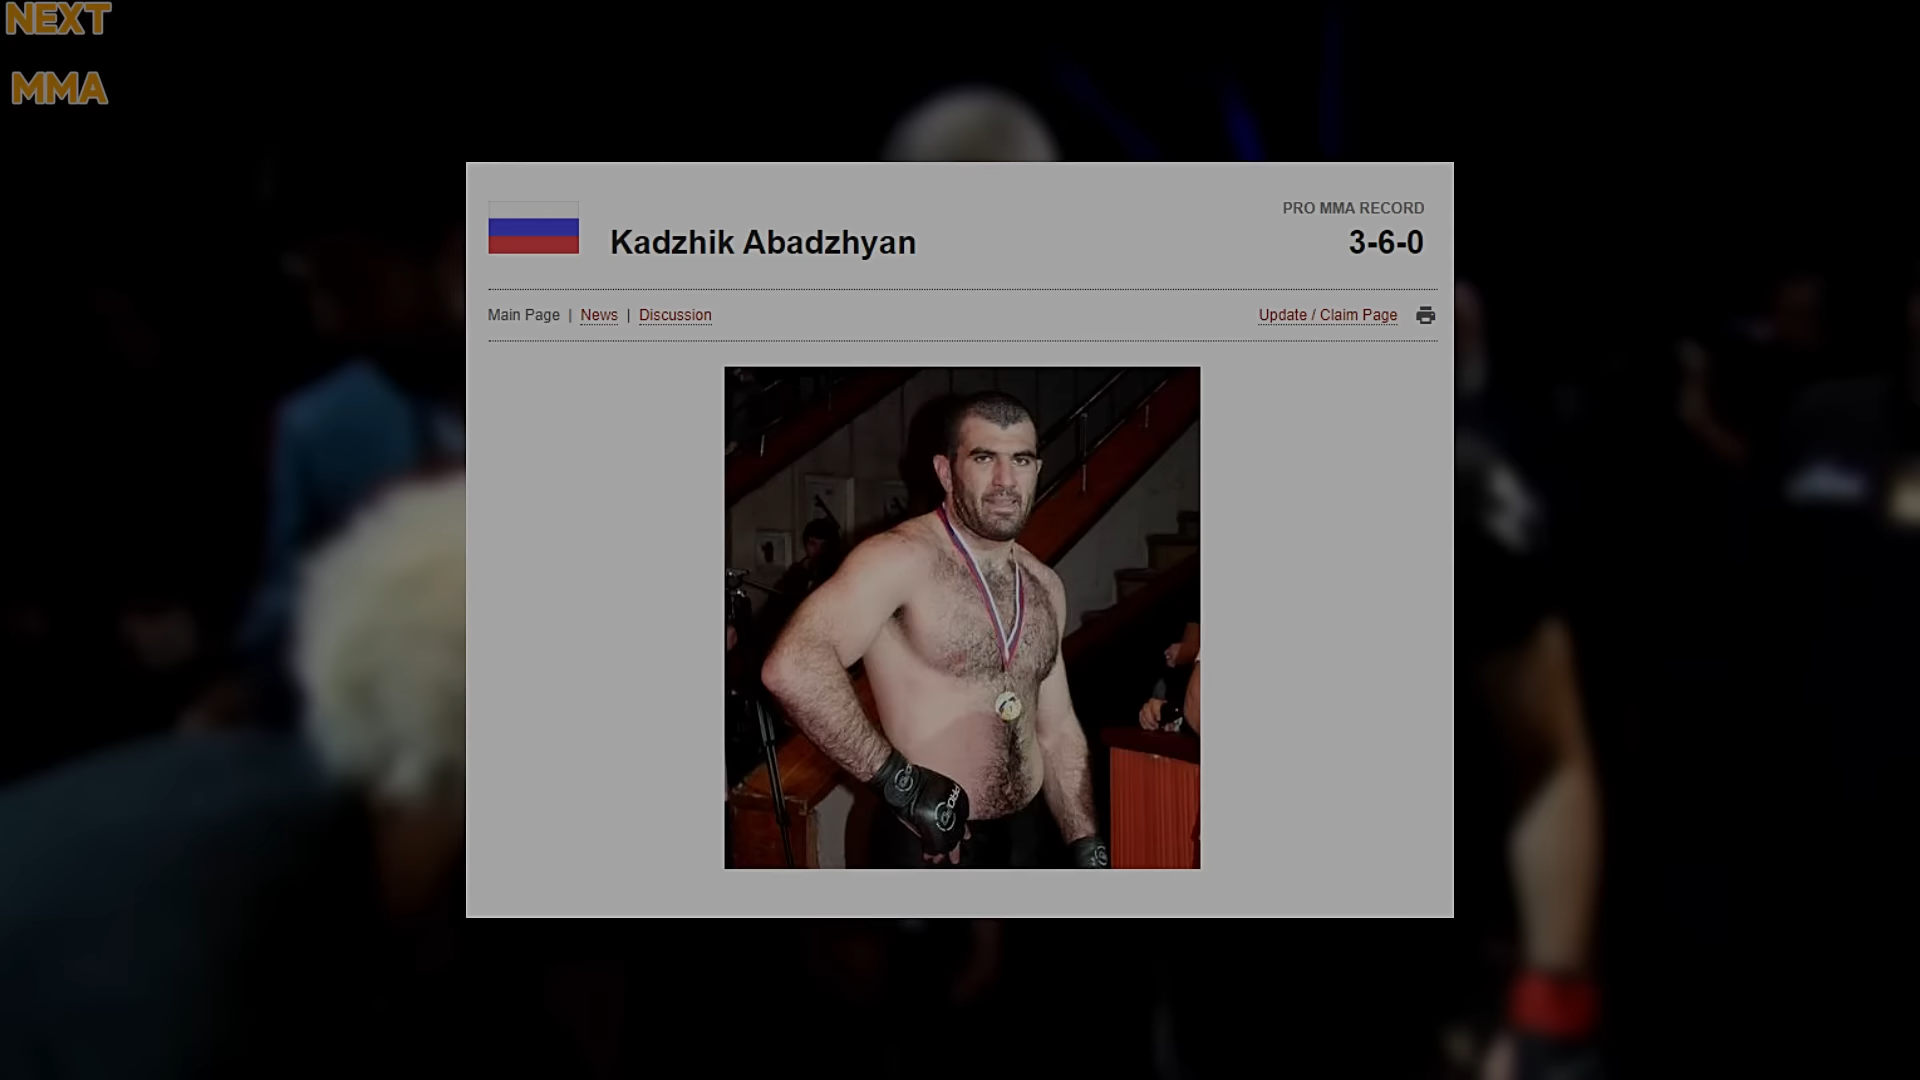 NEXT
MMA
PRO MMA RECORD
Kadzhik Abadzhyan
3-6-0
Main Page | News | Discussion
Update / Claim Page